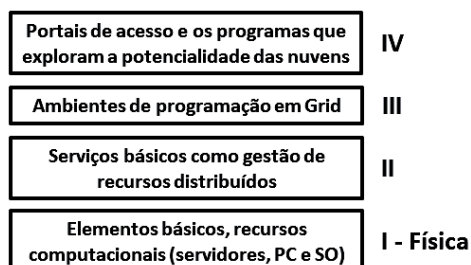 Portais de acesso e os programas que
exploram a potencialidade das nuvens
IV
Ambientes de programação em Grid
III
Serviços básicos como gestão de
recursos distribuídos
II
Elementos básicos, recursos
computacionais (servidores, PC e SO)
I - Física